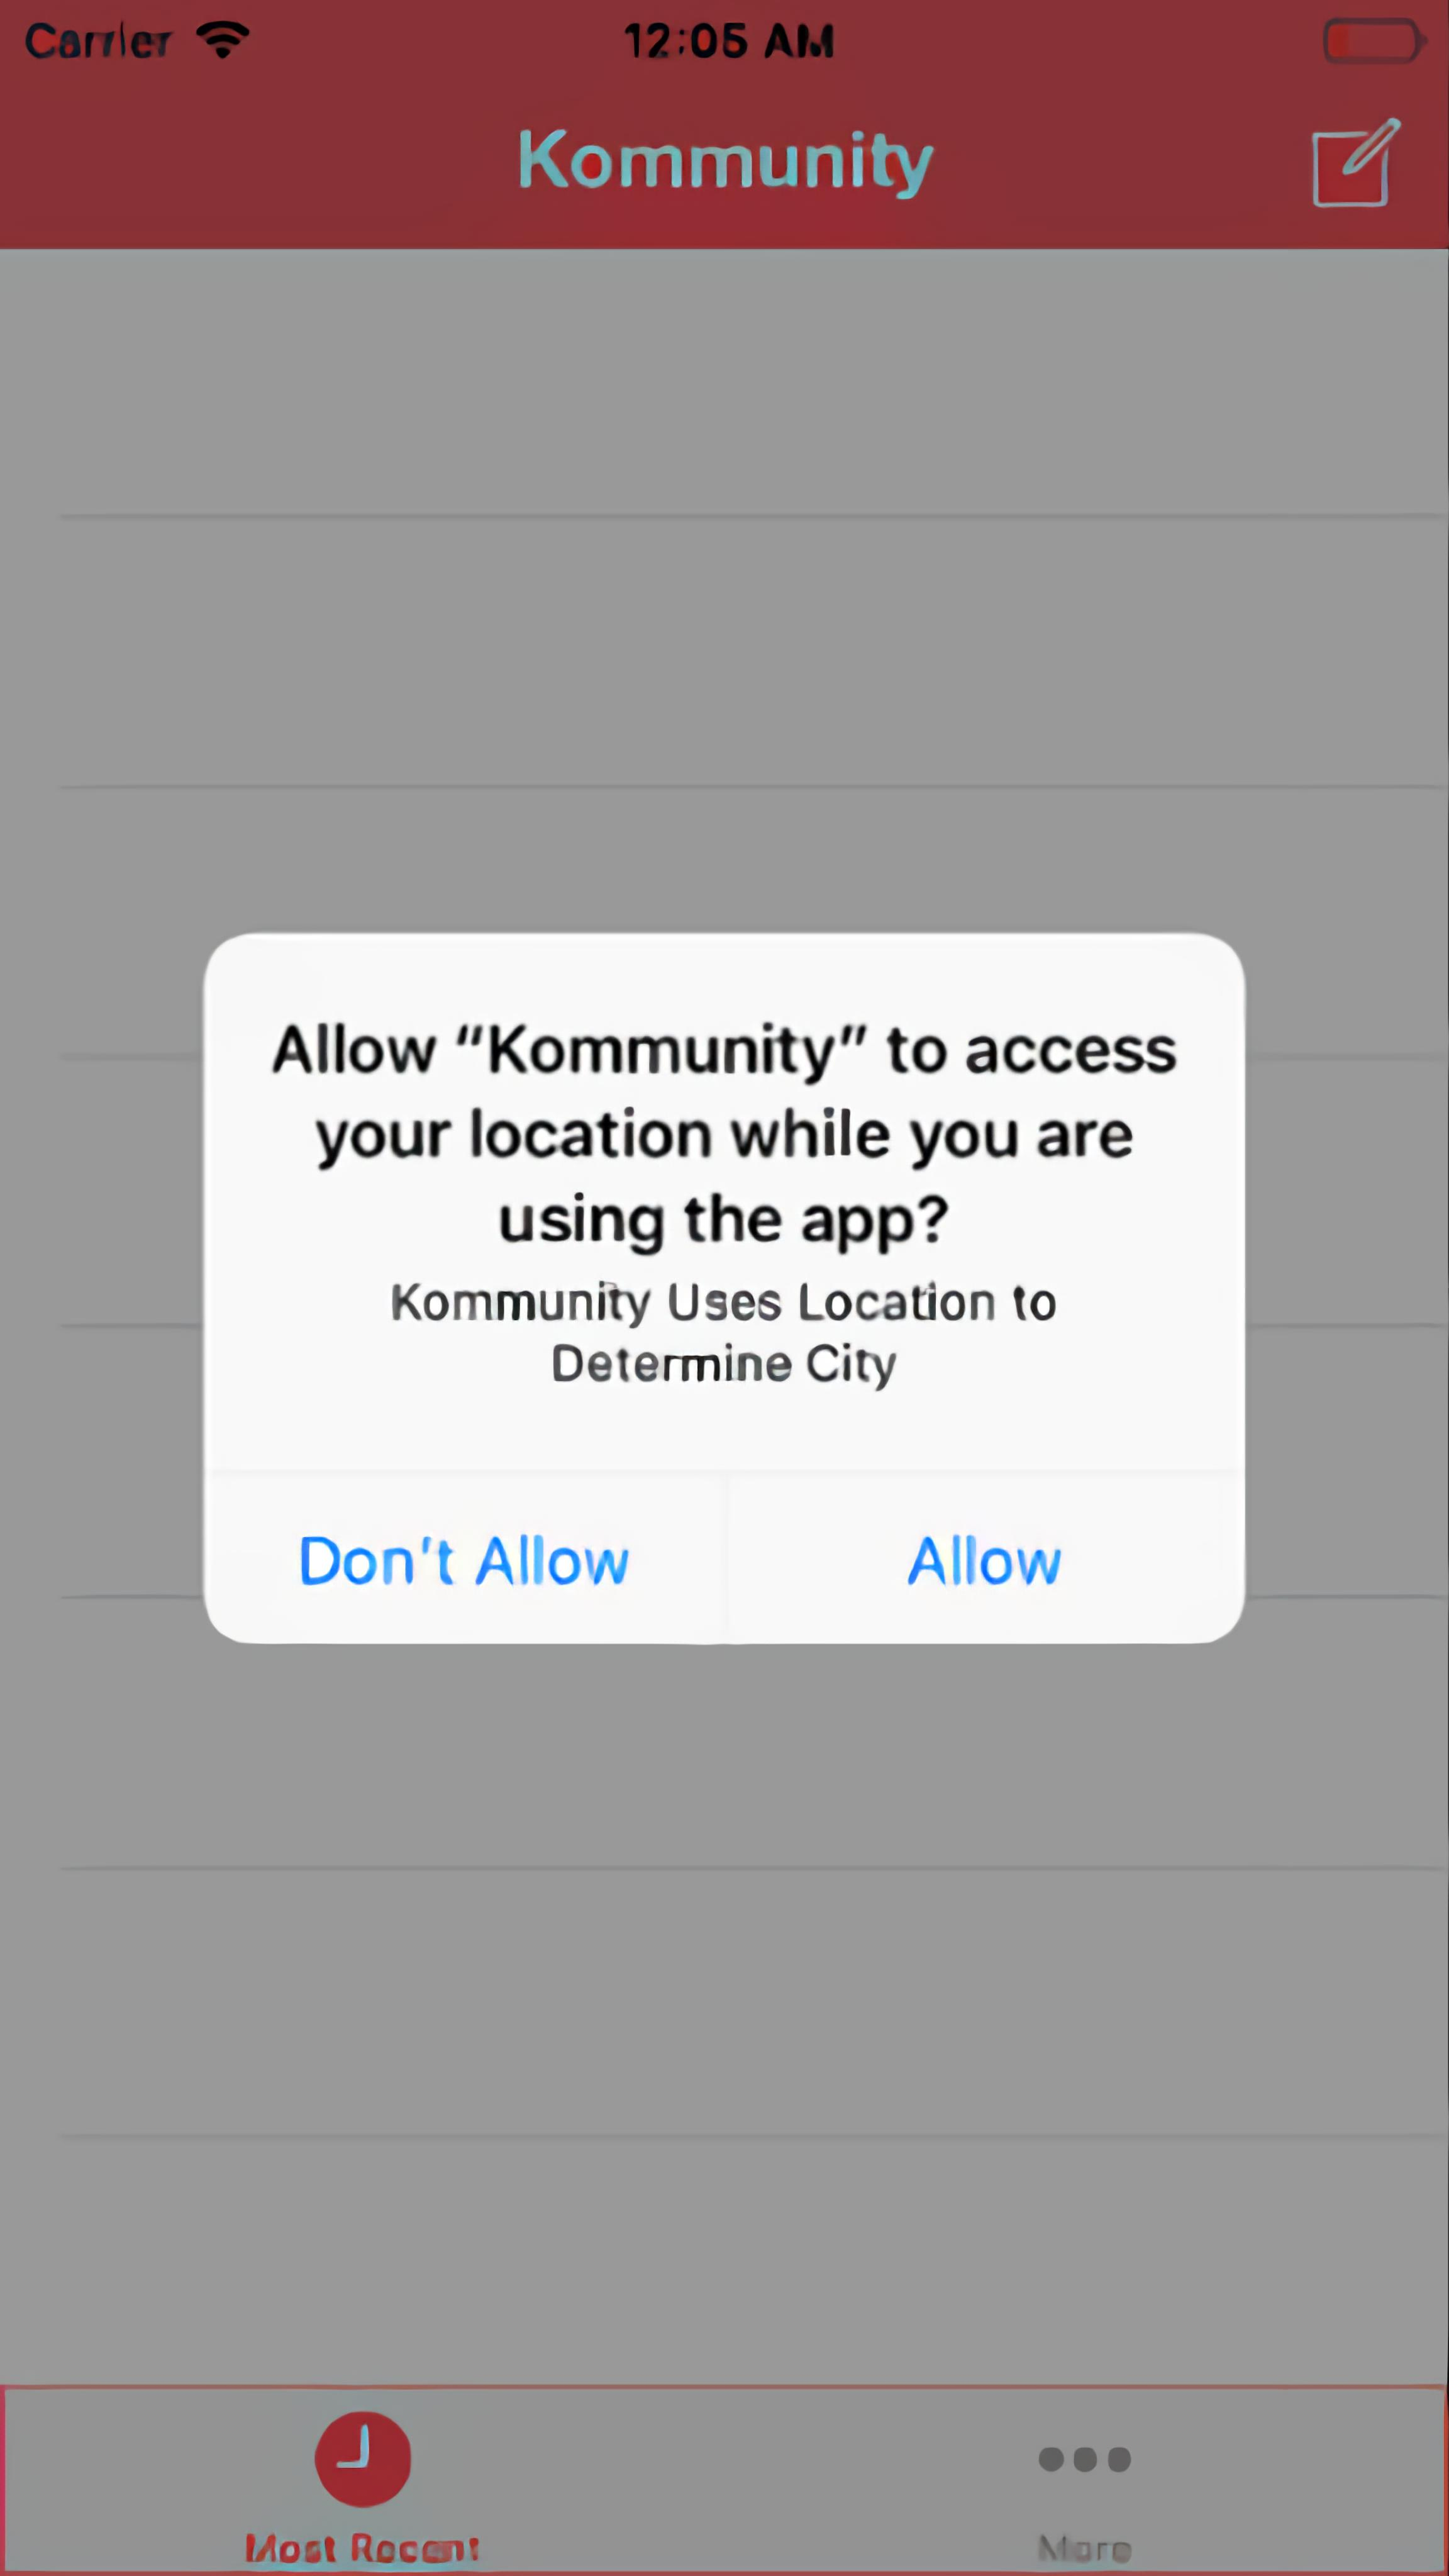 Carrier
12:05 AM
Kommunity
Allow “Kommunity” to access
your location while you are
using the app?
Kommunity Uses Location to
Determine City
Don't Allow
Allow
Most Recent
More